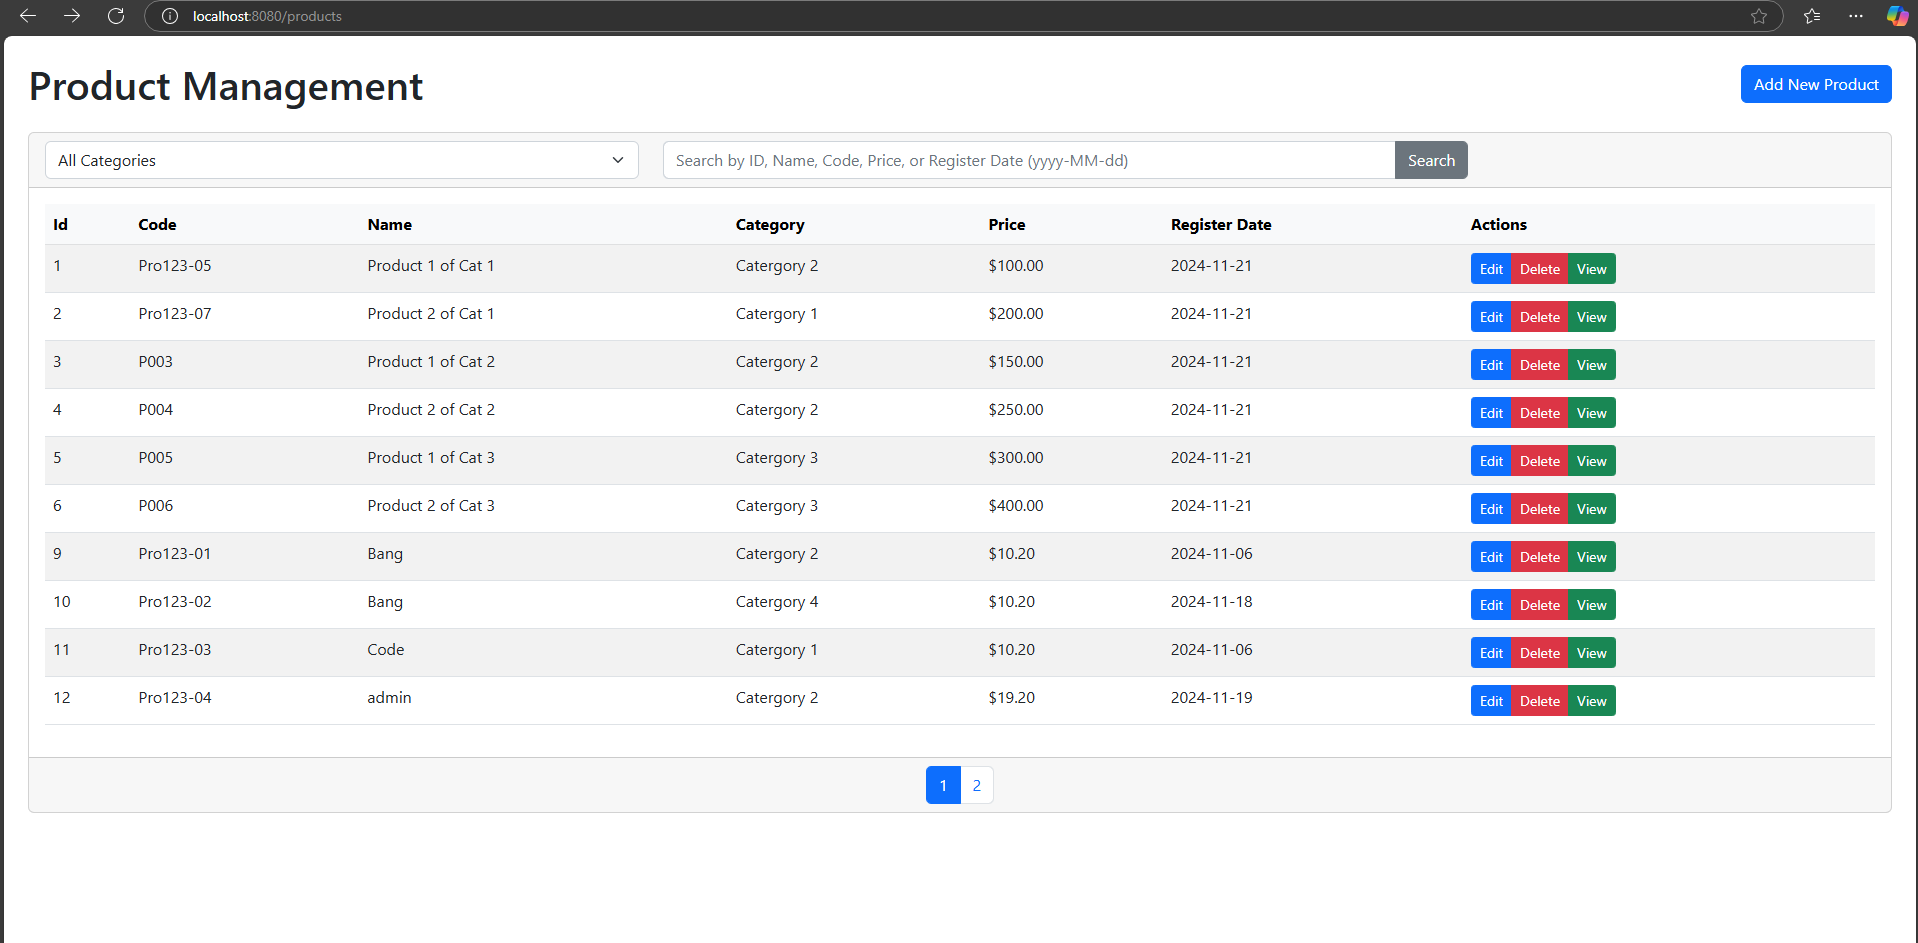 localhost:8080/products
Product Management
Add New Product
All Categories
Search by ID, Name, Code, Price, or Register Date (yyyy-MM-dd)
Search
Id Code Name Category Price Register Date Actions
1 Pro123-05 Product 1 of Cat 1 Catergory 2 $100.00 2024-11-21 Edit Delete View
2 Pro123-07 Product 2 of Cat 1 Catergory 1 $200.00 2024-11-21 Edit Delete View
3 P003 Product 1 of Cat 2 Catergory 2 $150.00 2024-11-21 Edit Delete View
4 P004 Product 2 of Cat 2 Catergory 2 $250.00 2024-11-21 Edit Delete View
5 P005 Product 1 of Cat 3 Catergory 3 $300.00 2024-11-21 Edit Delete View
6 P006 Product 2 of Cat 3 Catergory 3 $400.00 2024-11-21 Edit Delete View
9 Pro123-01 Bang Catergory 2 $10.20 2024-11-06 Edit Delete View
10 Pro123-02 Bang Catergory 4 $10.20 2024-11-18 Edit Delete View
11 Pro123-03 Code Catergory 1 $10.20 2024-11-06 Edit Delete View
12 Pro123-04 admin Catergory 2 $19.20 2024-11-19 Edit Delete View
1 2